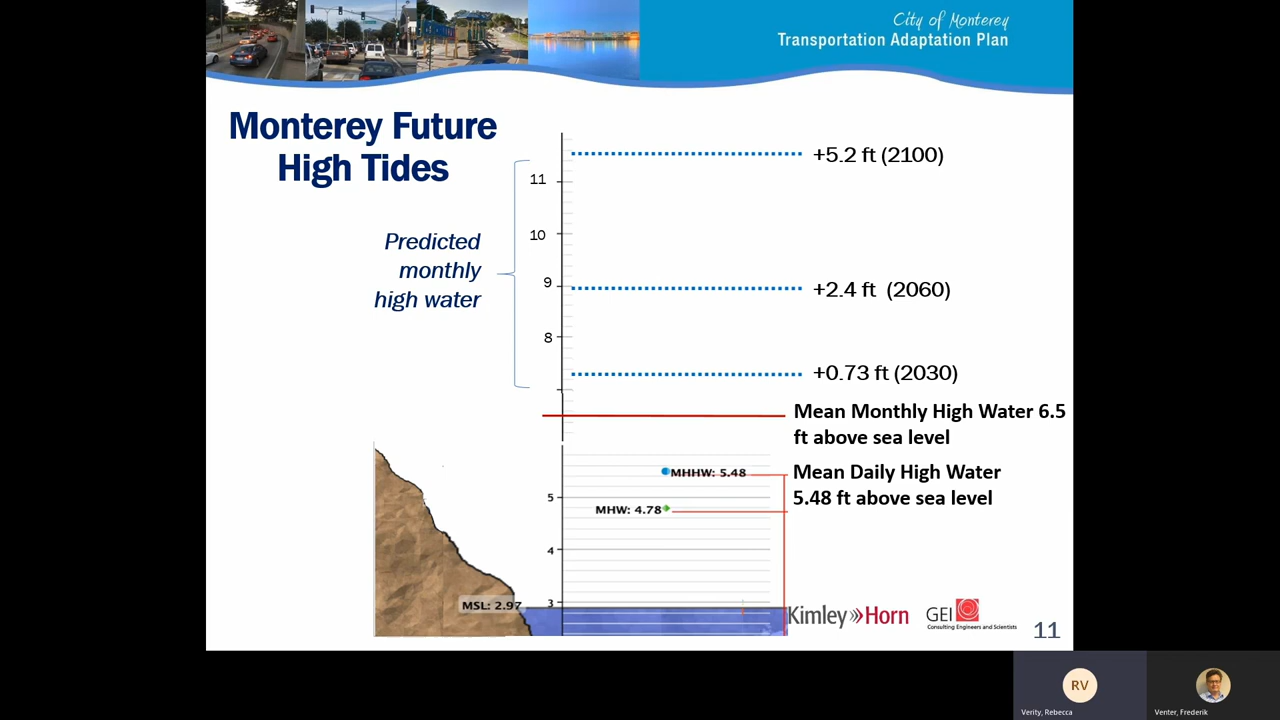 City of Monterey
Transportation Adaptation Plan
Monterey Future
High Tides
Predicted
monthly
high water
11
10
9
8
+5.2 ft (2100)
+2.4 ft (2060)
+0.73 ft (2030)
Mean Monthly High Water 6.5
ft above sea level
MHHW: 5.48
Mean Daily High Water
5.48 ft above sea level
5
MHW: 4.78
4
MSL: 2.97
3
Kimley»Horn
GEI
Consulting Engineers and Scientists
11
RV
Verity, Rebecca
Venter, Frederik